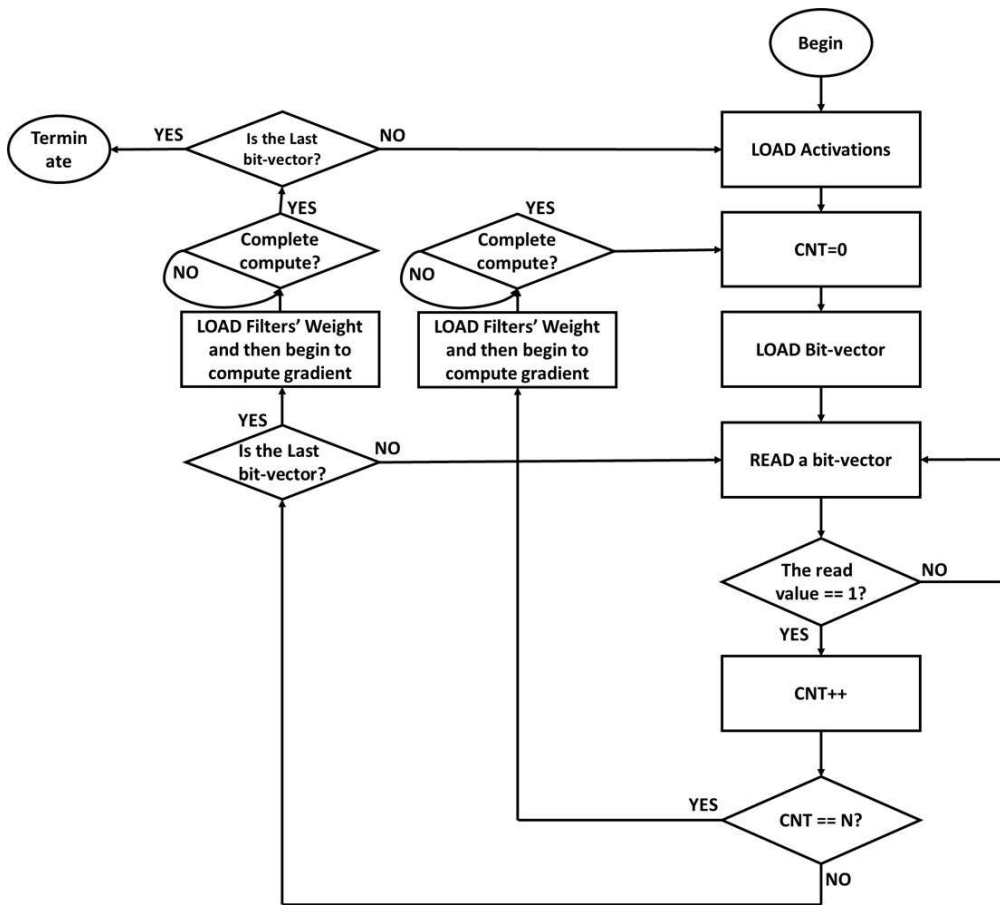 Begin
Termin
ate
YES
Is the Last
bit-vector?
NO
LOAD Activations
YES
Complete
compute?
NO
YES
Complete
compute?
NO
CNT=0
LOAD Filters’ Weight
and then begin to
compute gradient
LOAD Filters’ Weight
and then begin to
compute gradient
LOAD Bit-vector
YES
Is the Last
bit-vector?
NO
READ a bit-vector
The read
value == 1?
NO
YES
CNT++
YES
CNT == N?
NO